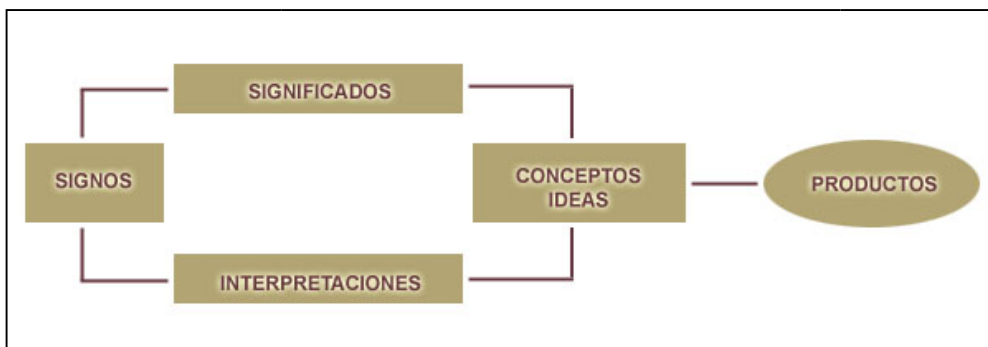 SIGNIFICADOS
SIGNOS
CONCEPTOS
IDEAS
PRODUCTOS
INTERPRETACIONES